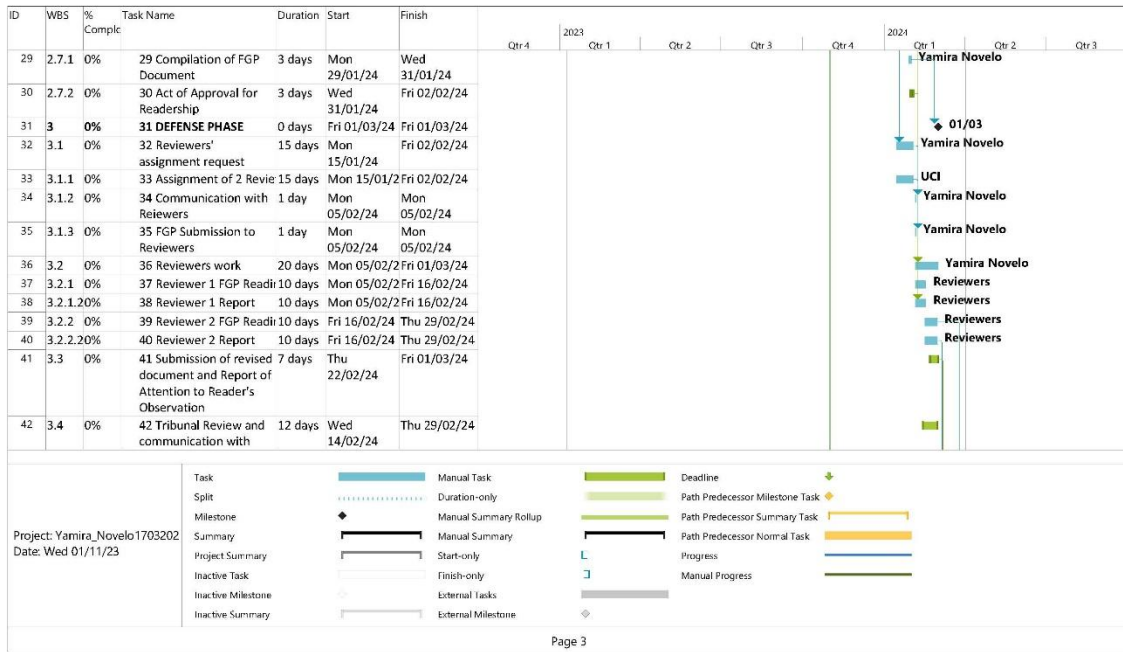 ID WBS % Complc Task Name Duration Start Finish
2023 2024
Qtr 4 Qtr 1 Qtr 2 Qtr 3 Qtr 4 Qtr 1 Qtr 2 Qtr 3
29 2.7.1 0% 29 Compilation of FGP Document 3 days Mon 29/01/24 Wed 31/01/24 Yamira Novelo
30 2.7.2 0% 30 Act of Approval for Readership 3 days Wed 31/01/24 Fri 02/02/24
31 3 0% 31 DEFENSE PHASE 0 days Fri 01/03/24 Fri 01/03/24 01/03
32 3.1 0% 32 Reviewers' assignment request 15 days Mon 15/01/24 Fri 02/02/24 Yamira Novelo
33 3.1.1 0% 33 Assignment of 2 Revie 15 days Mon 15/01/2 Fri 02/02/24 UCI
34 3.1.2 0% 34 Communication with Reiewers 1 day Mon 05/02/24 Mon 05/02/24 Yamira Novelo
35 3.1.3 0% 35 FGP Submission to Reviewers 1 day Mon 05/02/24 Mon 05/02/24 Yamira Novelo
36 3.2 0% 36 Reviewers work 20 days Mon 05/02/2 Fri 01/03/24 Yamira Novelo
37 3.2.1 0% 37 Reviewer 1 FGP Readin 10 days Mon 05/02/2 Fri 16/02/24 Reviewers
38 3.2.1.2 0% 38 Reviewer 1 Report 10 days Mon 05/02/2 Fri 16/02/24 Reviewers
39 3.2.2 0% 39 Reviewer 2 FGP Readin 10 days Fri 16/02/24 Thu 29/02/24 Reviewers
40 3.2.2.2 0% 40 Reviewer 2 Report 10 days Fri 16/02/24 Thu 29/02/24 Reviewers
41 3.3 0% 41 Submission of revised document and Report of Attention to Reader's Observation 7 days Thu 22/02/24 Fri 01/03/24
42 3.4 0% 42 Tribunal Review and communication with 12 days Wed 14/02/24 Thu 29/02/24
Project: Yamira_Novelo1703202
Date: Wed 01/11/23
Task Manual Task Deadline
Split Duration-only Path Predecessor Milestone Task
Milestone Manual Summary Rollup Path Predecessor Summary Task
Summary Manual Summary Path Predecessor Normal Task
Project Summary Start-only Progress
Inactive Task Finish-only Manual Progress
Inactive Milestone External Tasks
Inactive Summary External Milestone
Page 3